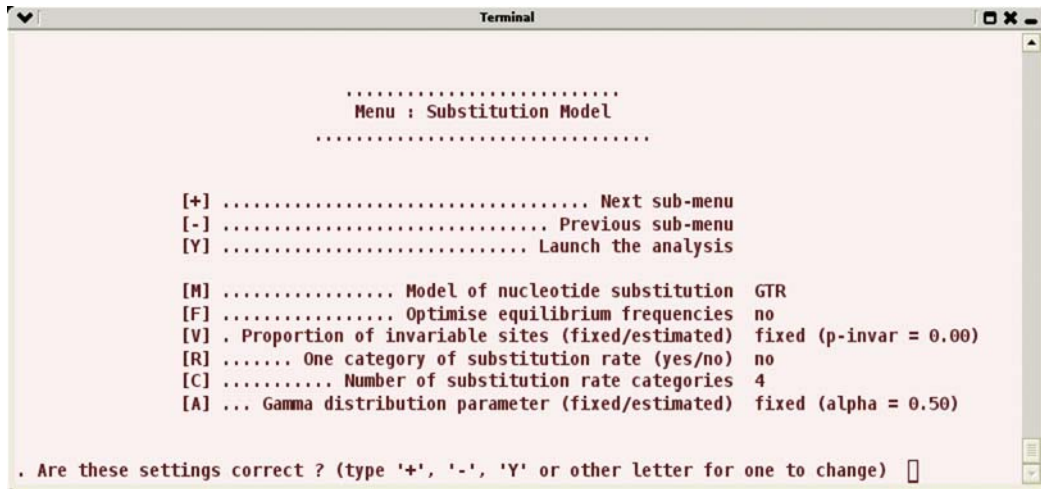 Terminal
...........................
Menu : Substitution Model
.................................
[+] .................................... Next sub-menu
[-] ................................ Previous sub-menu
[Y] .............................. Launch the analysis
[M] ................. Model of nucleotide substitution GTR
[F] ................. Optimise equilibrium frequencies no
[V] . Proportion of invariable sites (fixed/estimated) fixed (p-invar = 0.00)
[R] ....... One category of substitution rate (yes/no) no
[C] ........... Number of substitution rate categories 4
[A] ... Gamma distribution parameter (fixed/estimated) fixed (alpha = 0.50)
. Are these settings correct ? (type '+', '-', 'Y' or other letter for one to change)